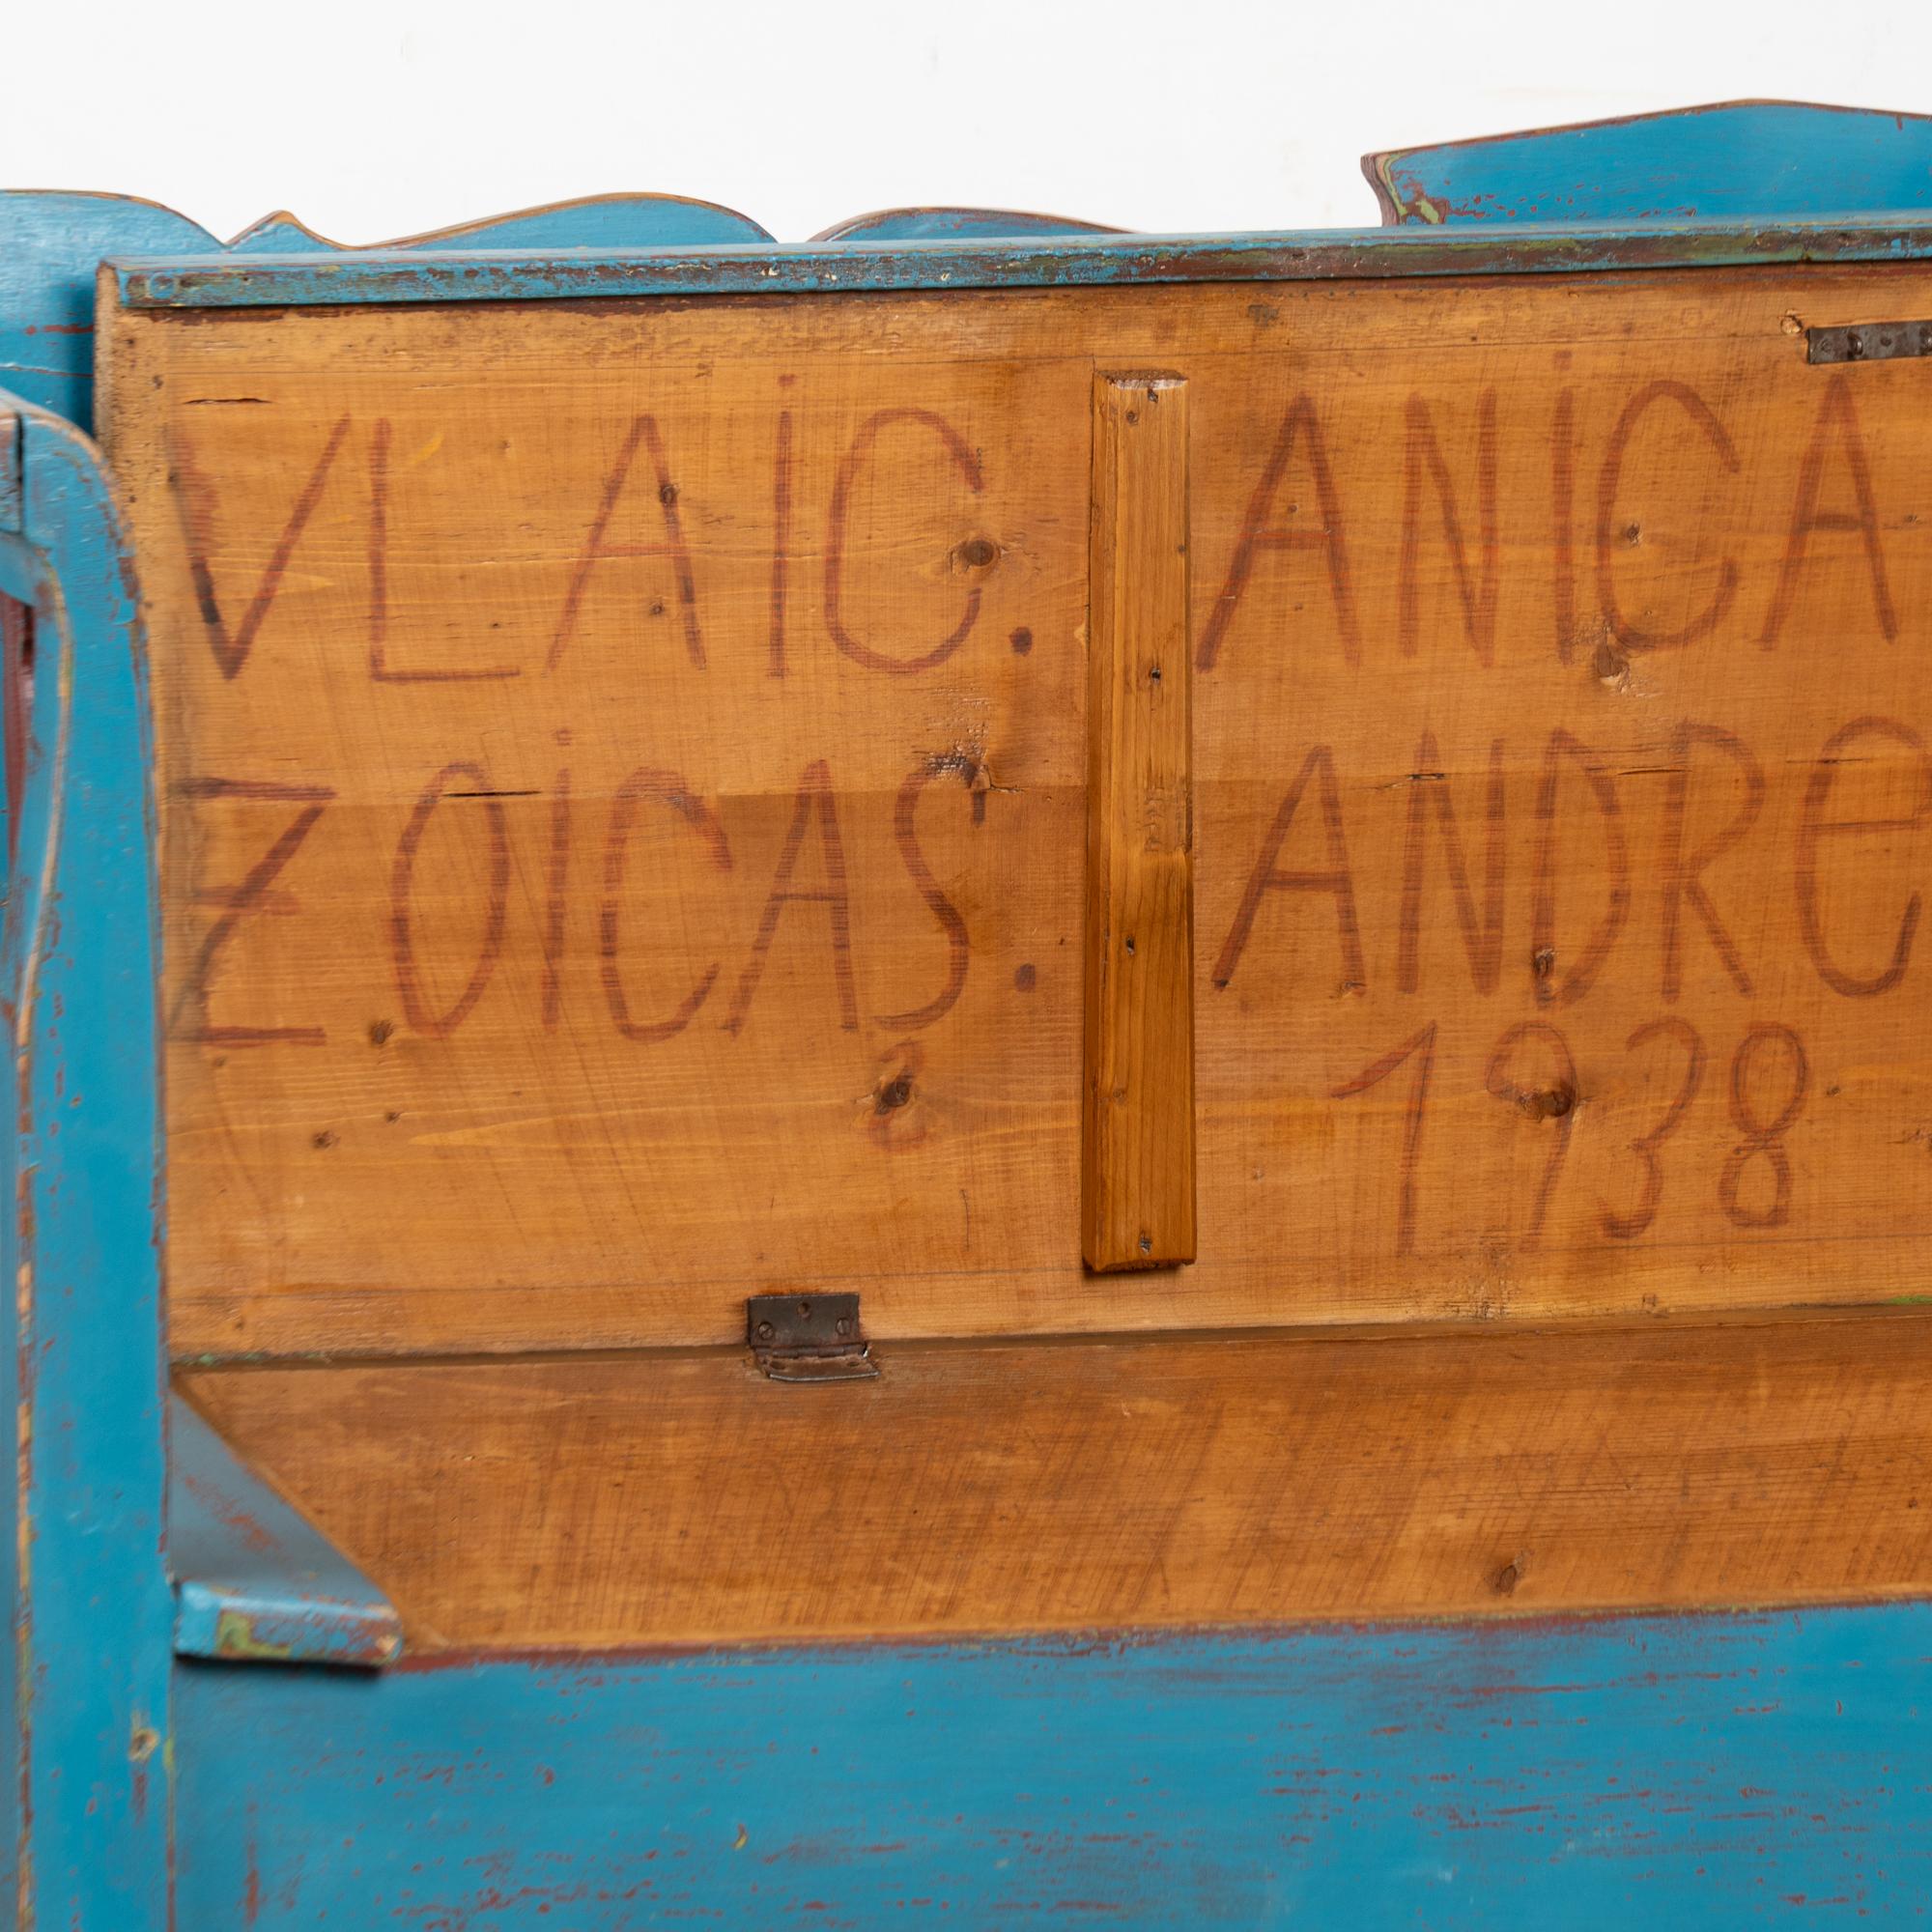 VLAIC. ANICA
ZOICAS. ANDRE
1938